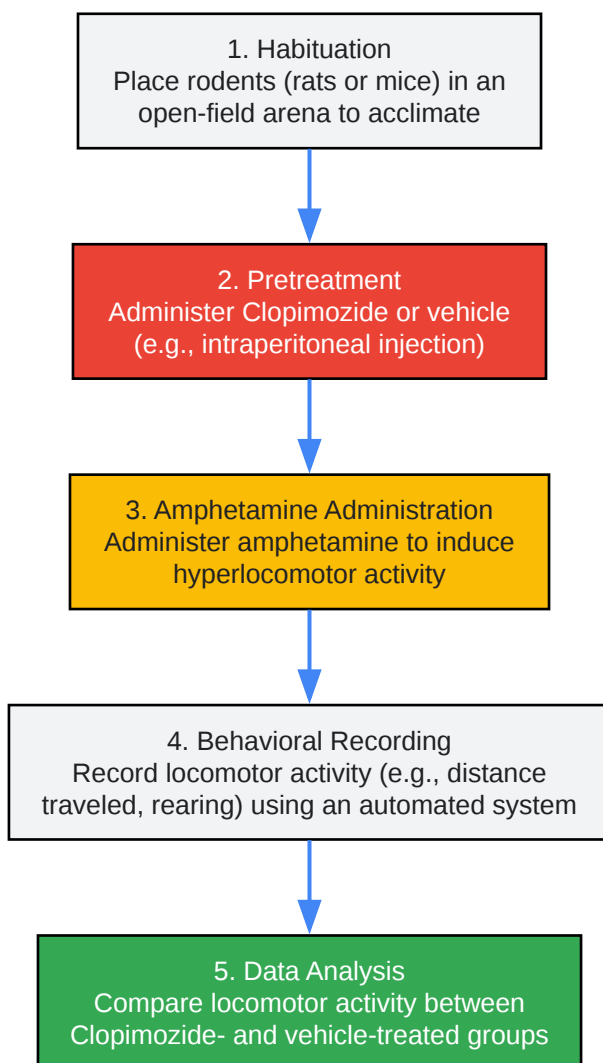 1. Habituation
Place rodents (rats or mice) in an
open-field arena to acclimate
2. Pretreatment
Administer Clopimozide or vehicle
(e.g., intraperitoneal injection)
3. Amphetamine Administration
Administer amphetamine to induce
hyperlocomotor activity
4. Behavioral Recording
Record locomotor activity (e.g., distance
traveled, rearing) using an automated system
5. Data Analysis
Compare locomotor activity between
Clopimozide- and vehicle-treated groups